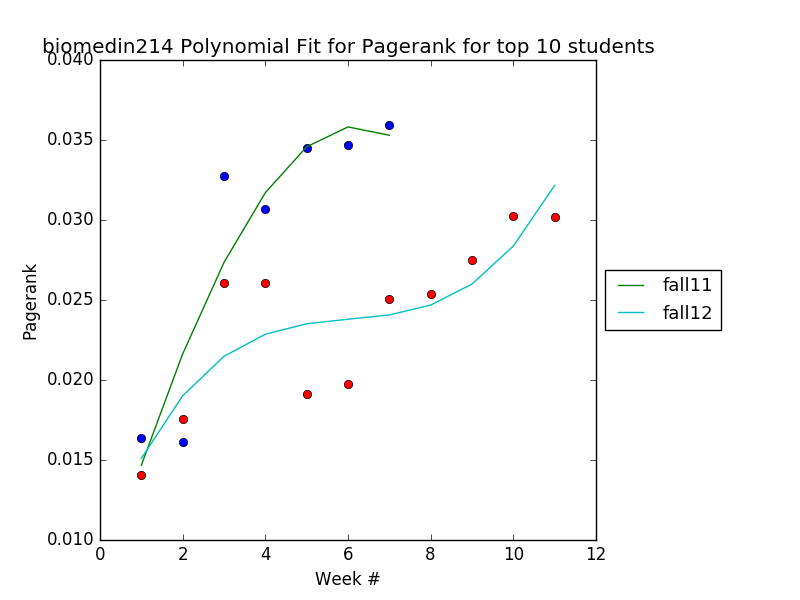 biomedin214 Polynomial Fit for Pagerank for top 10 students
0.040
0.035
0.030
0.025
0.020
0.015
0.010
Pagerank
0 2 4 6 8 10 12
Week #
fall11
fall12